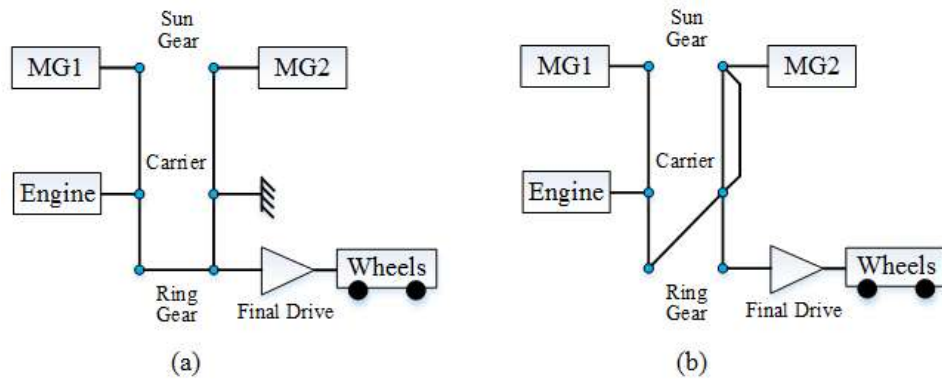 Sun
Gear
MG1
MG2
Carrier
Engine
Wheels
Ring
Gear
Final Drive
(a)
Sun
Gear
MG1
MG2
Carrier
Engine
Wheels
Ring
Gear
Final Drive
(b)